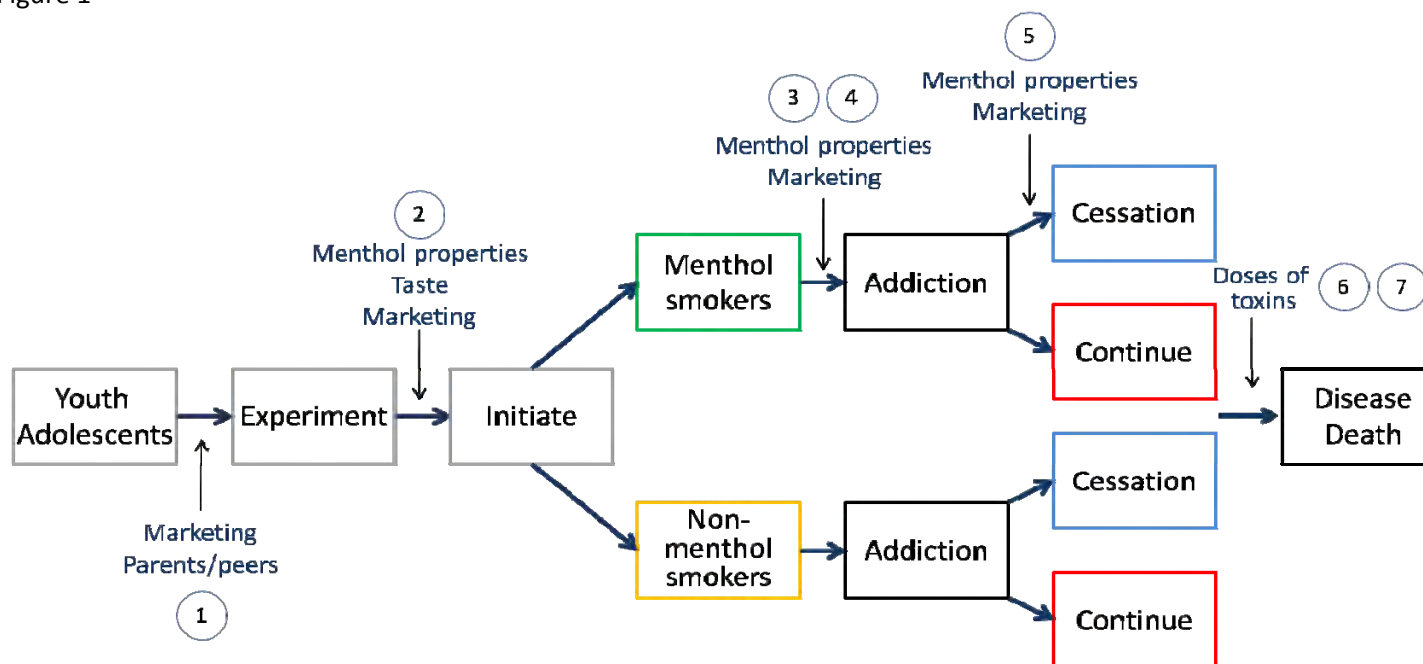 Figure 1
5
Menthol properties
Marketing
3 4
Menthol properties
Marketing
2
Menthol properties
Taste
Marketing
Cessation
Menthol
smokers
Addiction
Doses of
toxins
6 7
Continue
Youth
Adolescents
Experiment
Initiate
Disease
Death
Cessation
Marketing
Parents/peers
1
Non-
menthol
smokers
Addiction
Continue